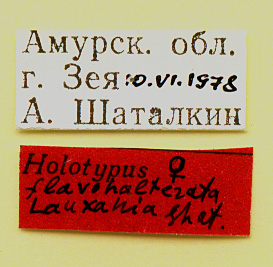 Амурск. обл.
г. Зея 10.VI.1978
А. Шаталкин
Holotypus ♀
flavohalterata
Lauxania Shat.